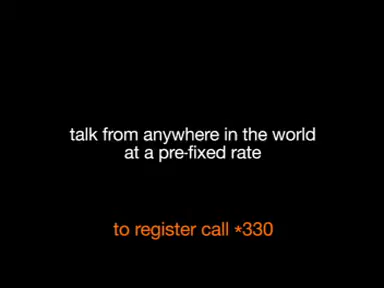 talk from anywhere in the world
at a pre-fixed rate
to register call *330